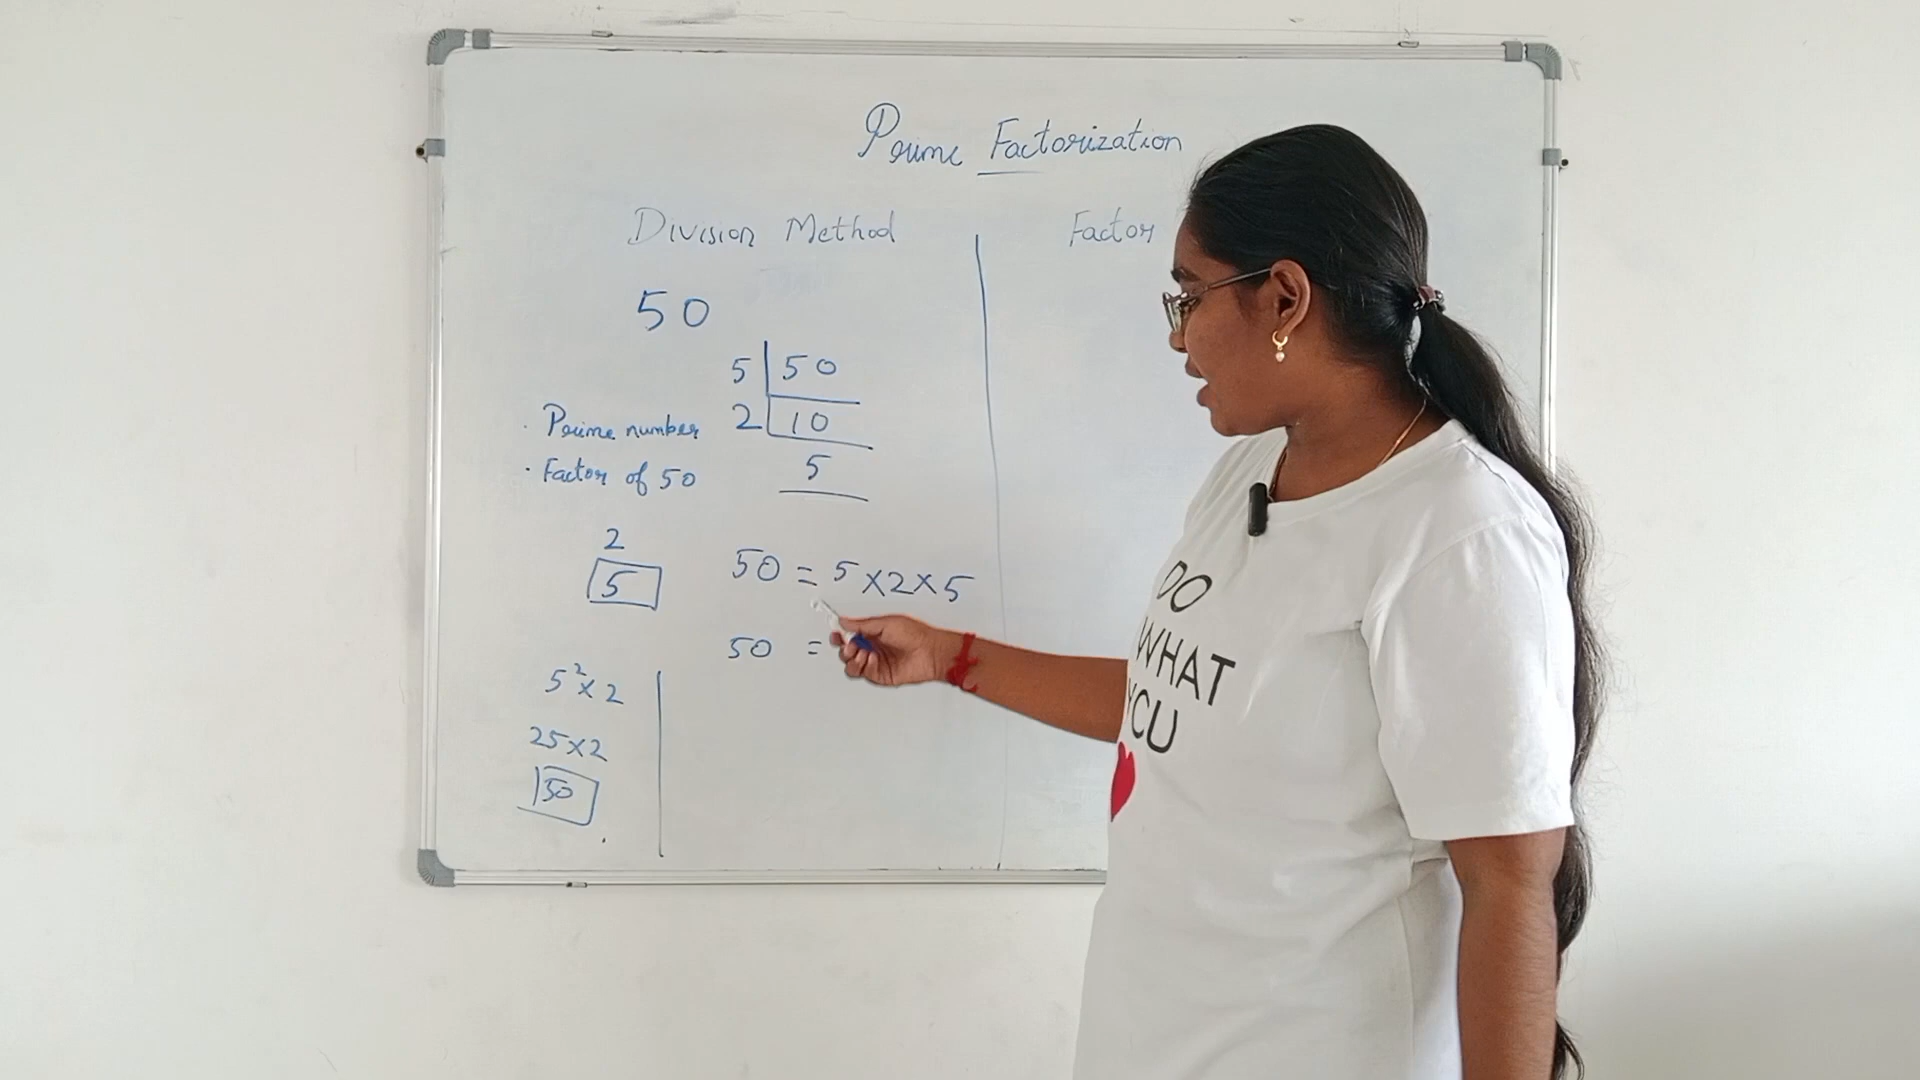 Prime Factorization
Division Method
Factor
50
5 | 50
2 | 10
5
· Prime number
· Factor of 50
2
5
50 = 5 × 2 × 5
50 =
5² × 2
25 × 2
50
DO
WHAT
YOU